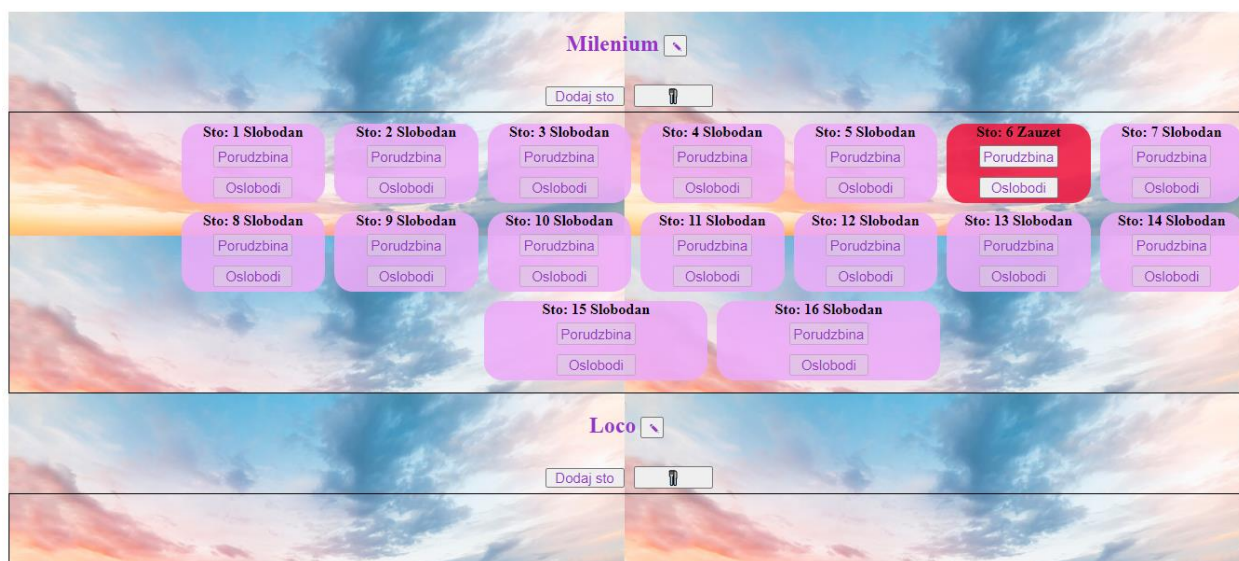 Milenium
Dodaj sto
Sto: 1 Slobodan Sto: 2 Slobodan Sto: 3 Slobodan Sto: 4 Slobodan Sto: 5 Slobodan Sto: 6 Zauzet Sto: 7 Slobodan
Porudzbina Porudzbina Porudzbina Porudzbina Porudzbina Porudzbina Porudzbina
Oslobodi Oslobodi Oslobodi Oslobodi Oslobodi Oslobodi Oslobodi
Sto: 8 Slobodan Sto: 9 Slobodan Sto: 10 Slobodan Sto: 11 Slobodan Sto: 12 Slobodan Sto: 13 Slobodan Sto: 14 Slobodan
Porudzbina Porudzbina Porudzbina Porudzbina Porudzbina Porudzbina Porudzbina
Oslobodi Oslobodi Oslobodi Oslobodi Oslobodi Oslobodi Oslobodi
Sto: 15 Slobodan Sto: 16 Slobodan
Porudzbina Porudzbina
Oslobodi Oslobodi
Loco
Dodaj sto